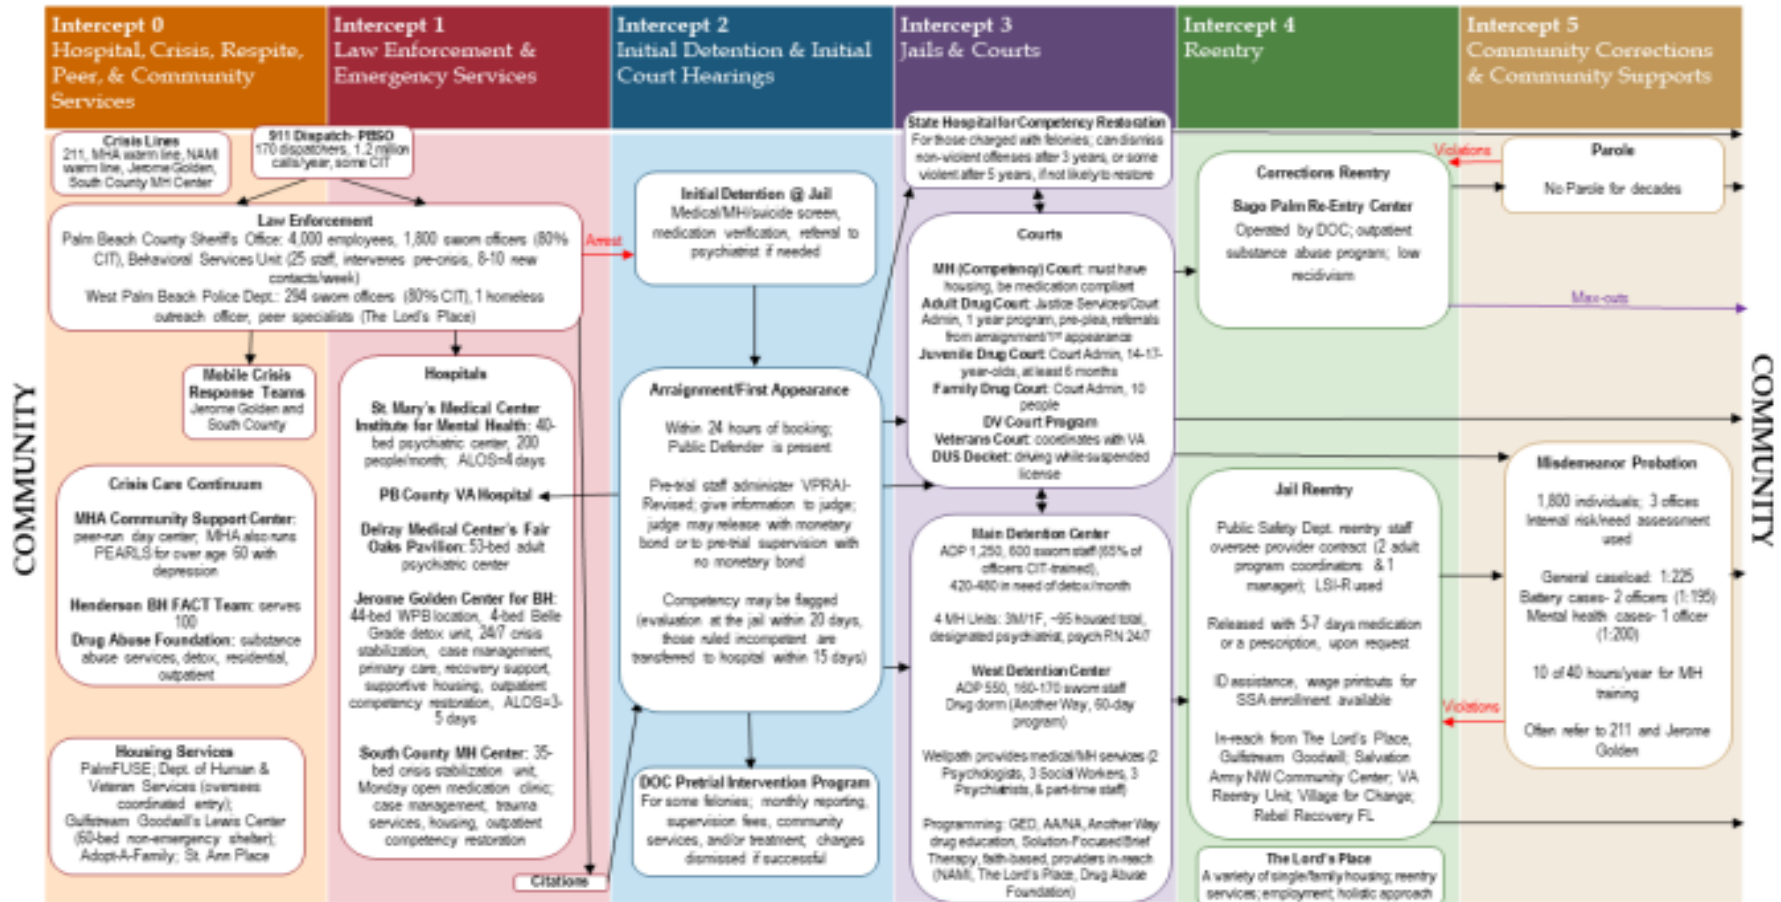 Intercept 0
Hospital, Crisis, Respite,
Peer, & Community
Services
Intercept 1
Law Enforcement &
Emergency Services
Intercept 2
Initial Detention & Initial
Court Hearings
Intercept 3
Jails & Courts
Intercept 4
Reentry
Intercept 5
Community Corrections
& Community Supports
COMMUNITY
Crisis Lines
211, MHA warm line, NAMI
warm line, Jerome Golden,
South County MH Center
911 Dispatch- PBSO
170 dispatchers, 1.2 million
calls/year, some CIT
Law Enforcement
Palm Beach County Sheriff's Office: 4,000 employees, 1,800 sworn officers (80%
CIT), Behavioral Services Unit (25 staff, intervenes pre-crisis, 8-10 new
contacts/week)
West Palm Beach Police Dept.: 294 sworn officers (80% CIT), 1 homeless
outreach officer, peer specialists (The Lord's Place)
Arrest
Mobile Crisis
Response Teams
Jerome Golden and
South County
Crisis Care Continuum
MHA Community Support Center:
peer-run day center; MHA also runs
PEARLS for over age 60 with
depression
Henderson BH FACT Team: serves
100
Drug Abuse Foundation: substance
abuse services, detox, residential,
outpatient
Housing Services
PalmFUSE; Dept. of Human &
Veteran Services (oversees
coordinated entry);
Gulfstream Goodwill's Lewis Center
(60-bed non-emergency shelter);
Adopt-A-Family; St. Ann Place
Hospitals
St. Mary's Medical Center
Institute for Mental Health: 40-
bed psychiatric center, 200
people/month; ALOS=4 days
PB County VA Hospital
Delray Medical Center's Fair
Oaks Pavilion: 53-bed adult
psychiatric center
Jerome Golden Center for BH:
44-bed WPB location, 4-bed Belle
Grade detox unit, 24/7 crisis
stabilization, case management,
primary care, recovery support,
supportive housing, outpatient
competency restoration, ALOS=3-
5 days
South County MH Center: 35-
bed crisis stabilization unit,
Monday open medication clinic;
case management, trauma
services, housing, outpatient
competency restoration
Citations
Initial Detention @ Jail
Medical/MH/suicide screen,
medication verification, referral to
psychiatrist if needed
Arraignment/First Appearance
Within 24 hours of booking;
Public Defender is present
Pre-trial staff administer VPRAI-
Revised; give information to judge;
judge may release with monetary
bond or to pre-trial supervision with
no monetary bond
Competency may be flagged
(evaluation at the jail within 20 days,
those ruled incompetent are
transferred to hospital within 15 days)
DOC Pretrial Intervention Program
For some felonies; monthly reporting,
supervision fees, community
services, and/or treatment; charges
dismissed if successful
State Hospital for Competency Restoration
For those charged with felonies; can dismiss
non-violent offenses after 3 years, or some
violent after 5 years, if not likely to restore
Courts
MH (Competency) Court: must have
housing, be medication compliant
Adult Drug Court: Justice Services/Court
Admin, 1 year program, pre-plea, referrals
from arraignment/1st appearance
Juvenile Drug Court: Court Admin, 14-17-
year-olds, at least 6 months
Family Drug Court: Court Admin, 10
people
DV Court Program
Veterans Court: coordinates with VA
DUS Docket: driving while suspended
license
Main Detention Center
ADP 1,250, 600 sworn staff (65% of
officers CIT-trained),
420-480 in need of detox/month
4 MH Units: 3M/1F, ~95 housed total,
designated psychiatrist, psych RN 24/7
West Detention Center
ADP 550, 160-170 sworn staff
Drug dorm (Another Way, 60-day
program)
Wellpath provides medical/MH services (2
Psychologists, 3 Social Workers, 3
Psychiatrists, & part-time staff)
Programming: GED, AA/NA, Another Way
drug education, Solution-Focused Brief
Therapy, faith-based, providers in-reach
(NAMI, The Lord's Place, Drug Abuse
Foundation)
Corrections Reentry
Sago Palm Re-Entry Center
Operated by DOC; outpatient
substance abuse program; low
recidivism
Violations
Parole
No Parole for decades
Max-outs
Jail Reentry
Public Safety Dept. reentry staff
oversee provider contract (2 adult
program coordinators & 1
manager); LSI-R used
Released with 5-7 days medication
or a prescription, upon request
ID assistance, wage printouts for
SSA enrollment available
In-reach from The Lord's Place,
Gulfstream Goodwill; Salvation
Army NW Community Center; VA
Reentry Unit; Village for Change;
Rebel Recovery FL
The Lord's Place
A variety of single/family housing; reentry
services; employment; holistic approach
Misdemeanor Probation
1,800 individuals; 3 offices
Internal risk/need assessment
used
General caseload: 1:225
Battery cases- 2 officers (1:195)
Mental health cases- 1 officer
(1:200)
10 of 40 hours/year for MH
training
Often refer to 211 and Jerome
Golden
Violations
COMMUNITY